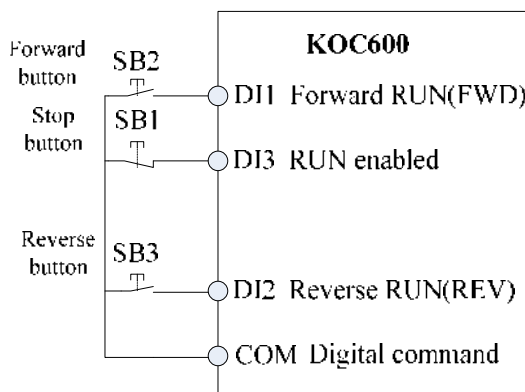 KOC600
Forward
button
SB2
DI1 Forward RUN(FWD)
Stop
button
SB1
DI3 RUN enabled
Reverse
button
SB3
DI2 Reverse RUN(REV)
COM Digital command